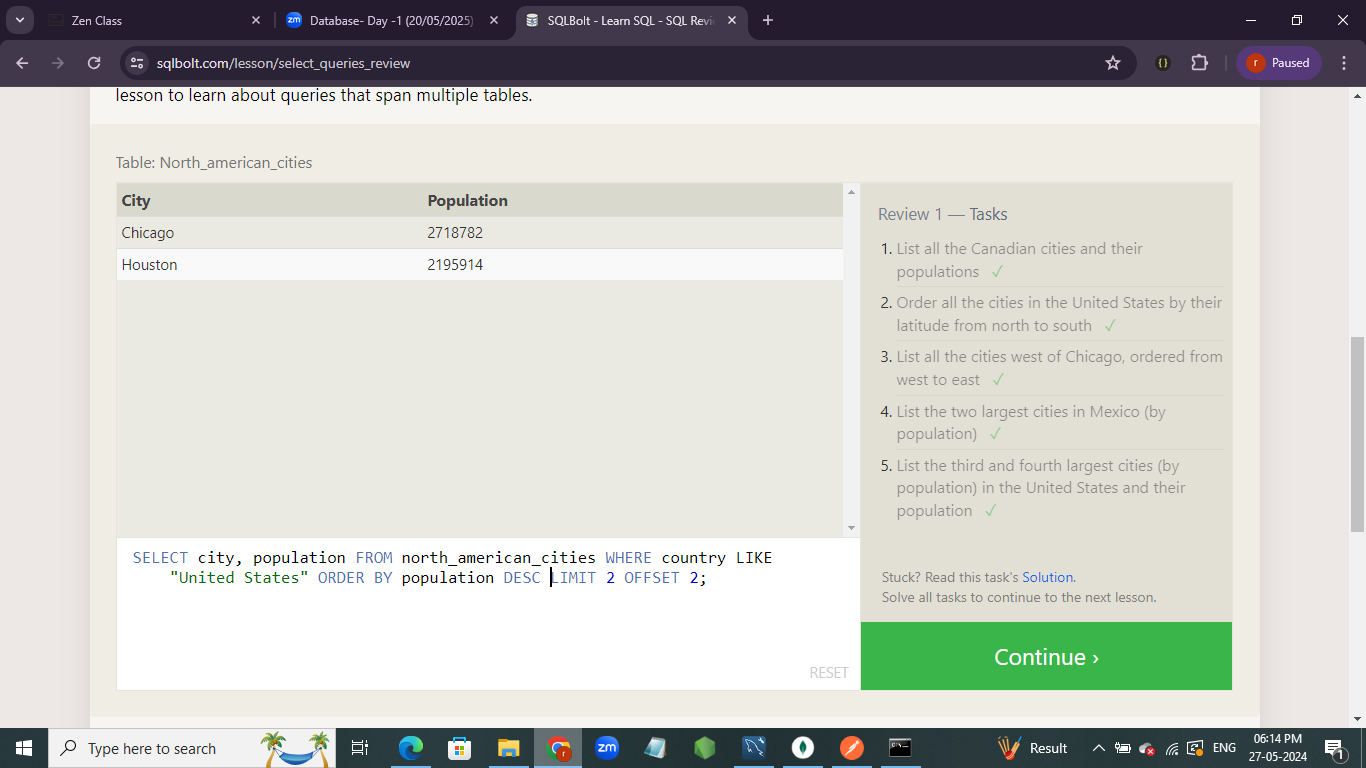 Zen Class
Database- Day -1 (20/05/2025)
SQLBolt - Learn SQL - SQL Revi
sqlbolt.com/lesson/select_queries_review
r Paused
lesson to learn about queries that span multiple tables.
Table: North_american_cities
City Population
Chicago 2718782
Houston 2195914
Review 1 — Tasks
1. List all the Canadian cities and their
populations ✓
2. Order all the cities in the United States by their
latitude from north to south ✓
3. List all the cities west of Chicago, ordered from
west to east ✓
4. List the two largest cities in Mexico (by
population) ✓
5. List the third and fourth largest cities (by
population) in the United States and their
population ✓
SELECT city, population FROM north_american_cities WHERE country LIKE
"United States" ORDER BY population DESC LIMIT 2 OFFSET 2;
RESET
Stuck? Read this task's Solution.
Solve all tasks to continue to the next lesson.
Continue ›
Type here to search
zm
Result
ENG
06:14 PM
27-05-2024
1